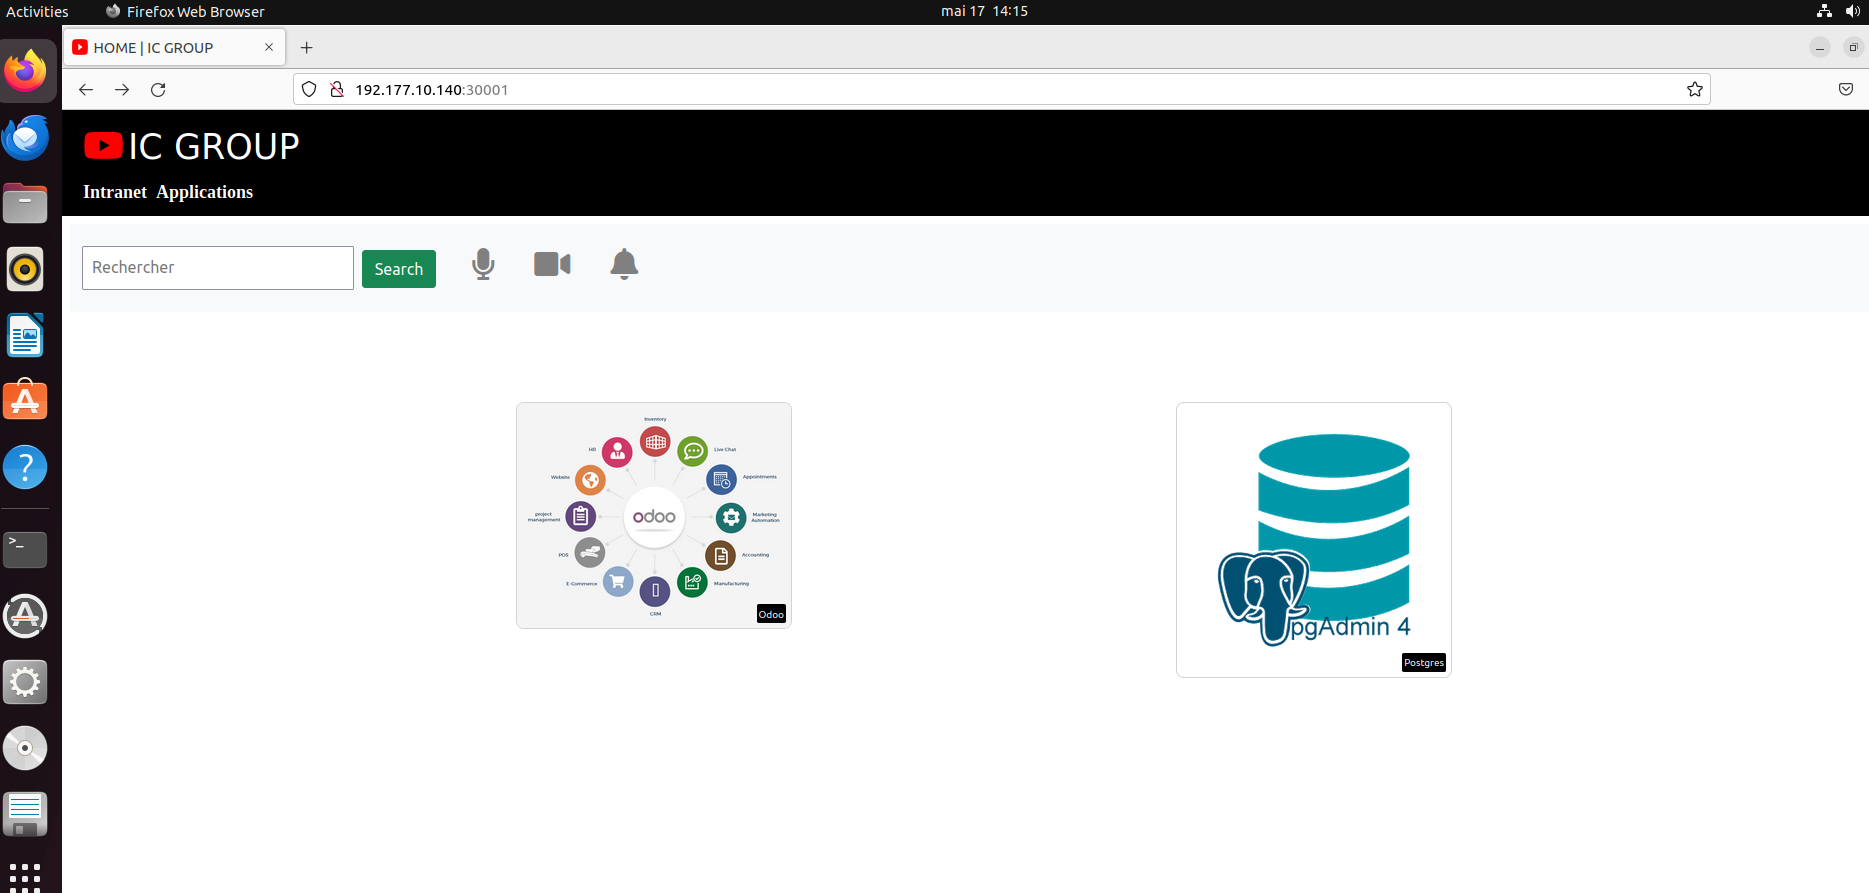 Activities
Firefox Web Browser
mai 17 14:15
HOME | IC GROUP
192.177.10.140:30001
IC GROUP
Intranet Applications
Rechercher
Search
Inventory
HR
Live Chat
Website
Appointments
project
management
odoo
Marketing
Automation
POS
Accounting
E-Commerce
Manufacturing
CRM
Odoo
pgAdmin 4
Postgres